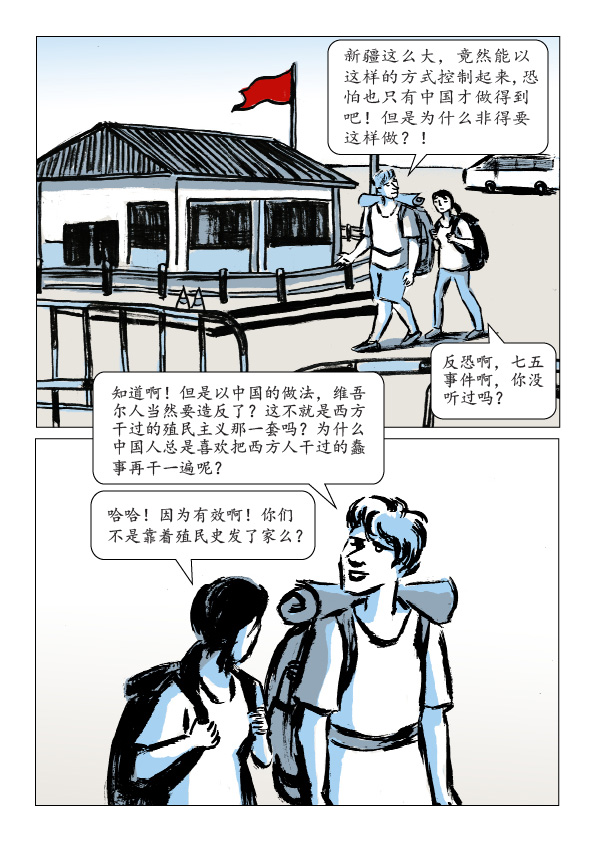 新疆这么大，竟然能以
这样的方式控制起来,恐
怕也只有中国才做得到
吧！但是为什么非得要
这样做？！
反恐啊，七五
事件啊，你没
听过吗？
知道啊！但是以中国的做法，维吾
尔人当然要造反了？这不就是西方
干过的殖民主义那一套吗？为什么
中国人总是喜欢把西方人干过的蠢
事再干一遍呢？
哈哈！因为有效啊！你们
不是靠着殖民史发了家么？